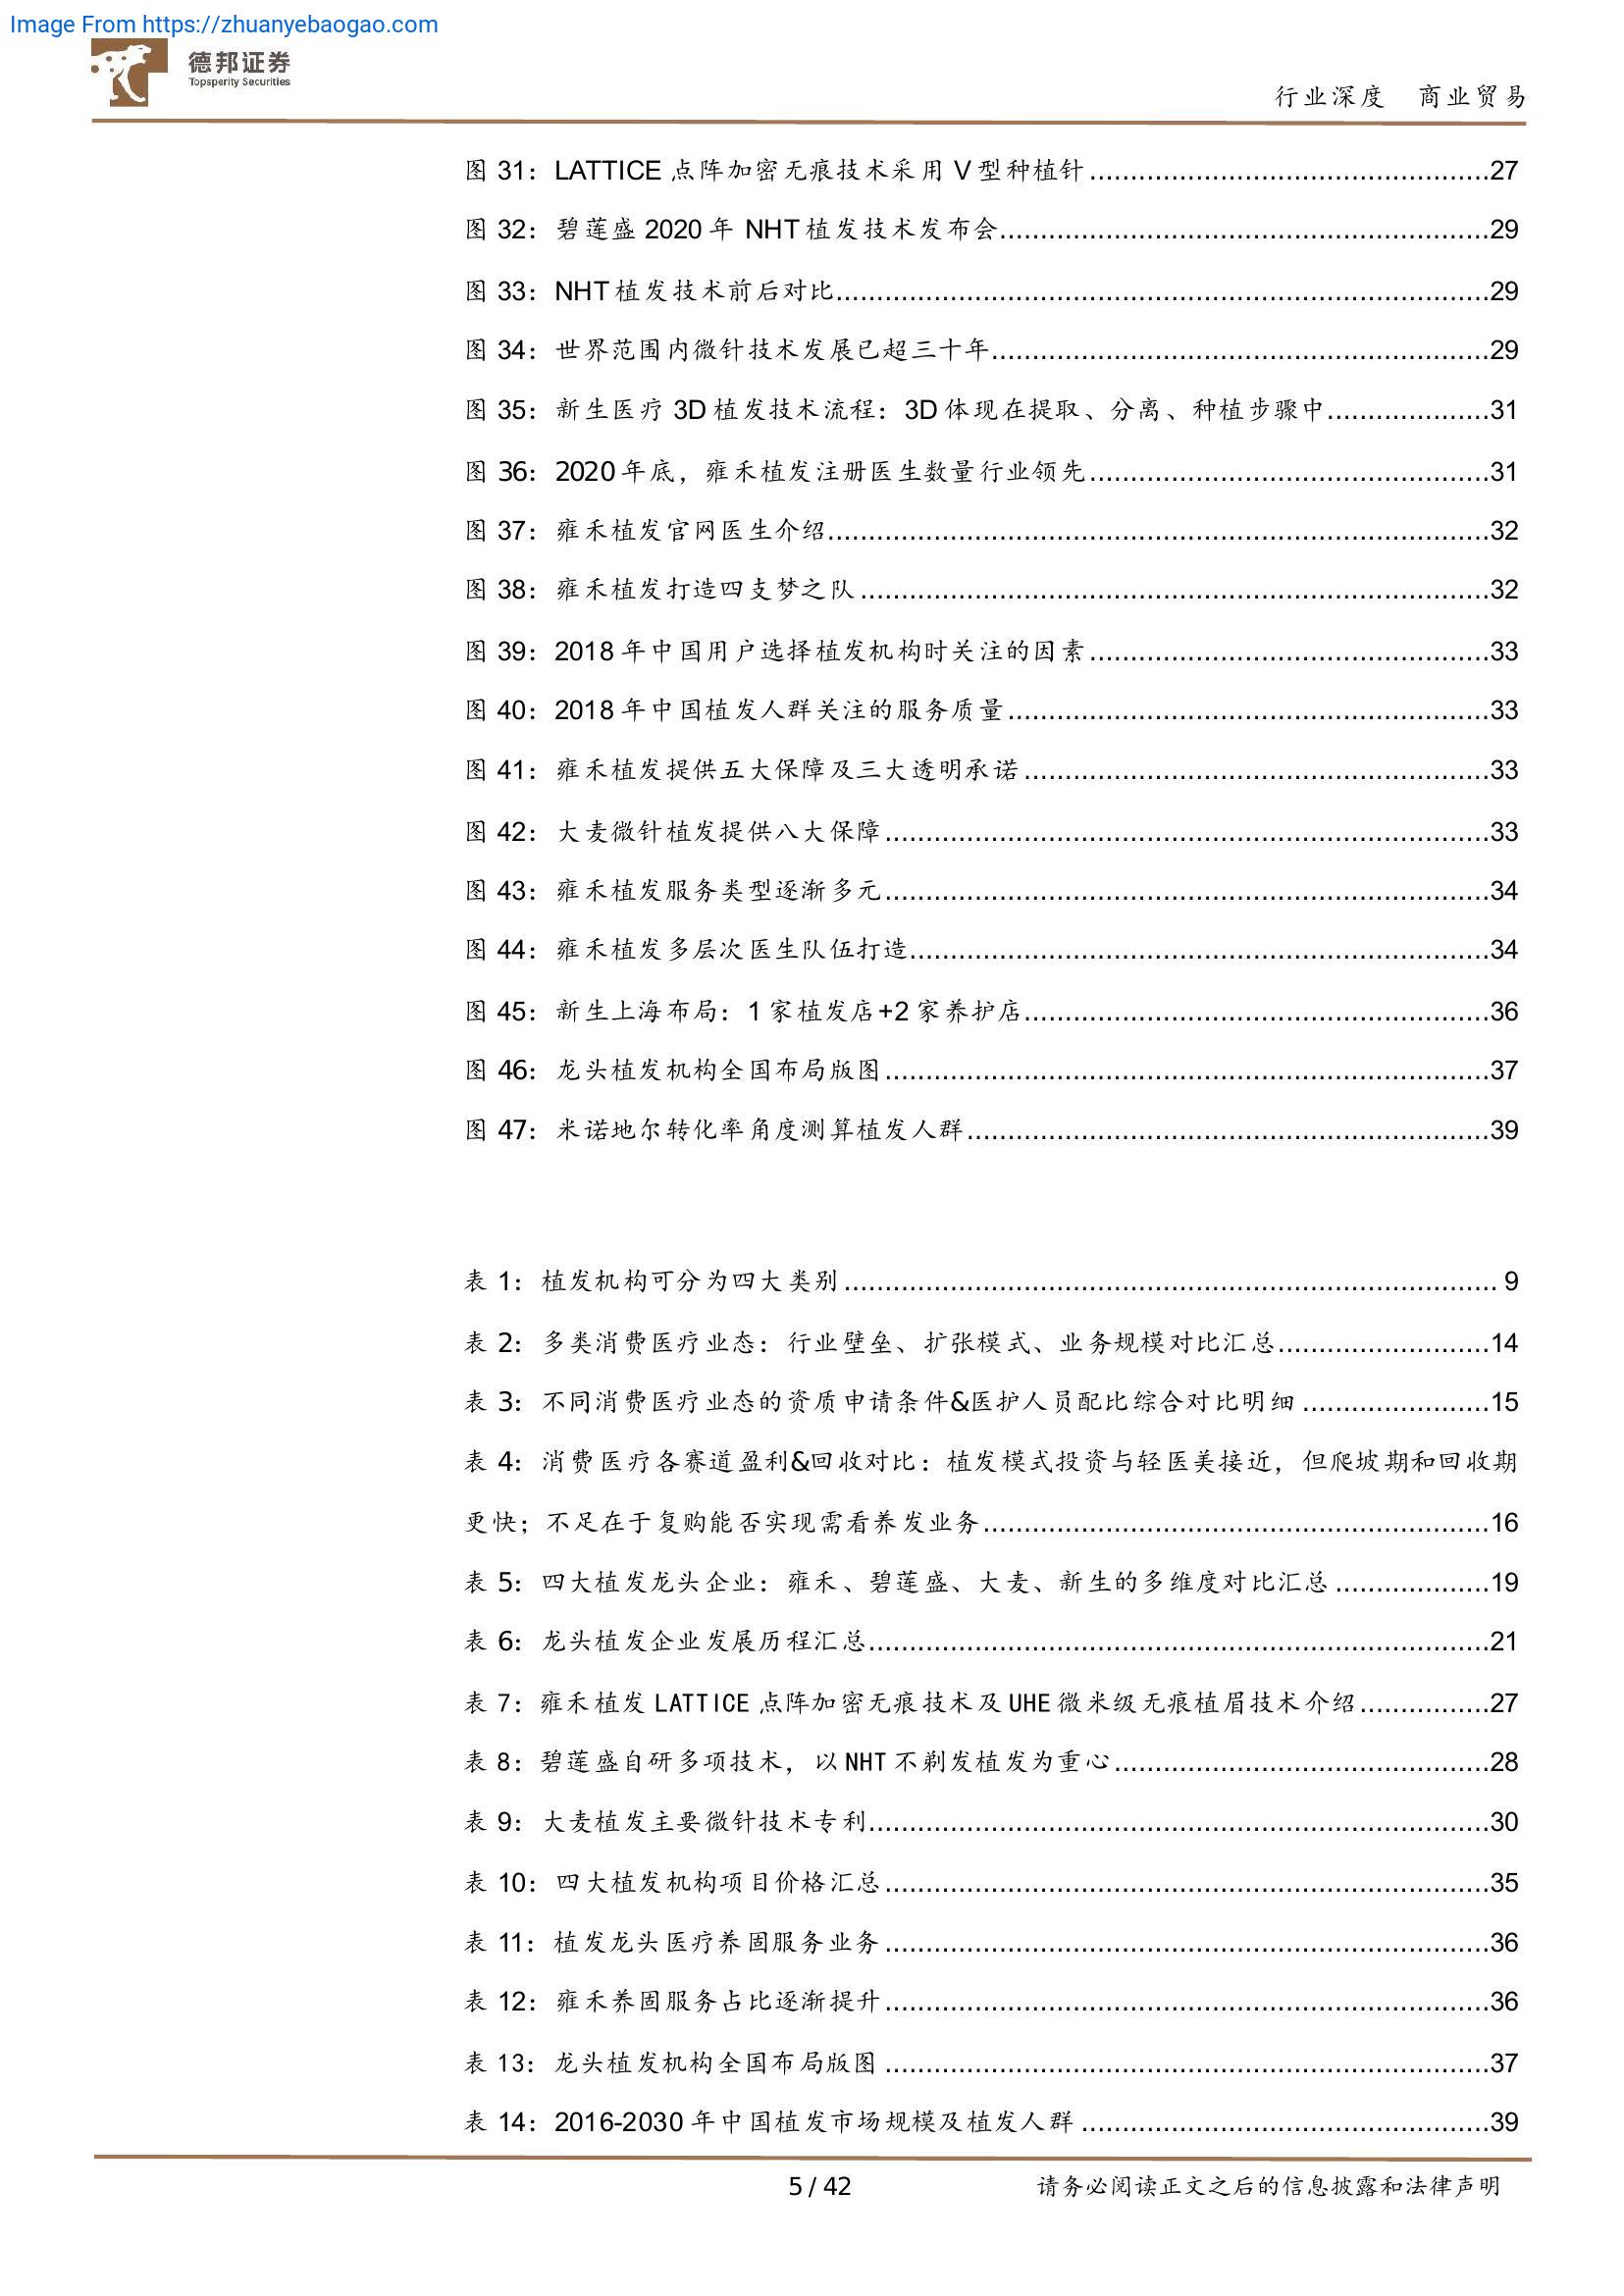 Image From https://zhuanyebaogao.com
德邦证券
Topsperity Securities
行业深度 商业贸易
图 31：LATTICE 点阵加密无痕技术采用 V 型种植针.................................................27
图 32：碧莲盛 2020 年 NHT 植发技术发布会............................................................29
图 33：NHT 植发技术前后对比................................................................................29
图 34：世界范围内微针技术发展已超三十年.............................................................29
图 35：新生医疗 3D 植发技术流程：3D 体现在提取、分离、种植步骤中....................31
图 36：2020 年底，雍禾植发注册医生数量行业领先.................................................31
图 37：雍禾植发官网医生介绍.................................................................................32
图 38：雍禾植发打造四支梦之队.............................................................................32
图 39：2018 年中国用户选择植发机构时关注的因素.................................................33
图 40：2018 年中国植发人群关注的服务质量...........................................................33
图 41：雍禾植发提供五大保障及三大透明承诺.........................................................33
图 42：大麦微针植发提供八大保障..........................................................................33
图 43：雍禾植发服务类型逐渐多元..........................................................................34
图 44：雍禾植发多层次医生队伍打造.......................................................................34
图 45：新生上海布局：1 家植发店+2 家养护店.........................................................36
图 46：龙头植发机构全国布局版图..........................................................................37
图 47：米诺地尔转化率角度测算植发人群................................................................39
表 1：植发机构可分为四大类别................................................................................ 9
表 2：多类消费医疗业态：行业壁垒、扩张模式、业务规模对比汇总..........................14
表 3：不同消费医疗业态的资质申请条件&医护人员配比综合对比明细.......................15
表 4：消费医疗各赛道盈利&回收对比：植发模式投资与轻医美接近，但爬坡期和回收期
更快；不足在于复购能否实现需看养发业务..............................................................16
表 5：四大植发龙头企业：雍禾、碧莲盛、大麦、新生的多维度对比汇总...................19
表 6：龙头植发企业发展历程汇总............................................................................21
表 7：雍禾植发 LATTICE 点阵加密无痕技术及 UHE 微米级无痕植眉技术介绍................27
表 8：碧莲盛自研多项技术，以 NHT 不剃发植发为重心..............................................28
表 9：大麦植发主要微针技术专利............................................................................30
表 10：四大植发机构项目价格汇总..........................................................................35
表 11：植发龙头医疗养固服务业务..........................................................................36
表 12：雍禾养固服务占比逐渐提升..........................................................................36
表 13：龙头植发机构全国布局版图..........................................................................37
表 14：2016-2030 年中国植发市场规模及植发人群..................................................39
5 / 42
请务必阅读正文之后的信息披露和法律声明